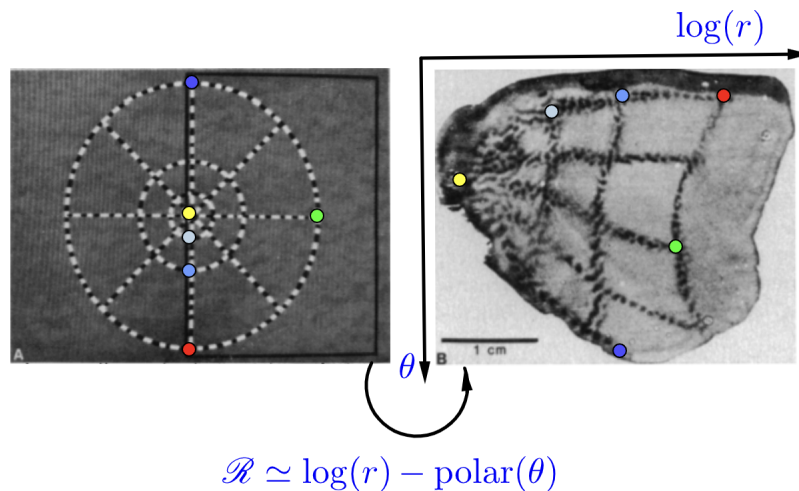 log(r)
A
B
1 cm
θ
ℛ ≃ log(r) − polar(θ)